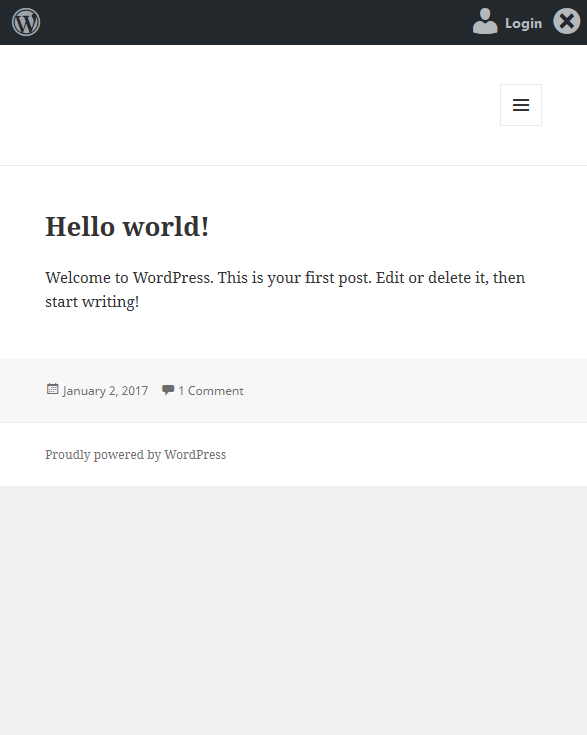 Login
Hello world!
Welcome to WordPress. This is your first post. Edit or delete it, then
start writing!
January 2, 2017 1 Comment
Proudly powered by WordPress